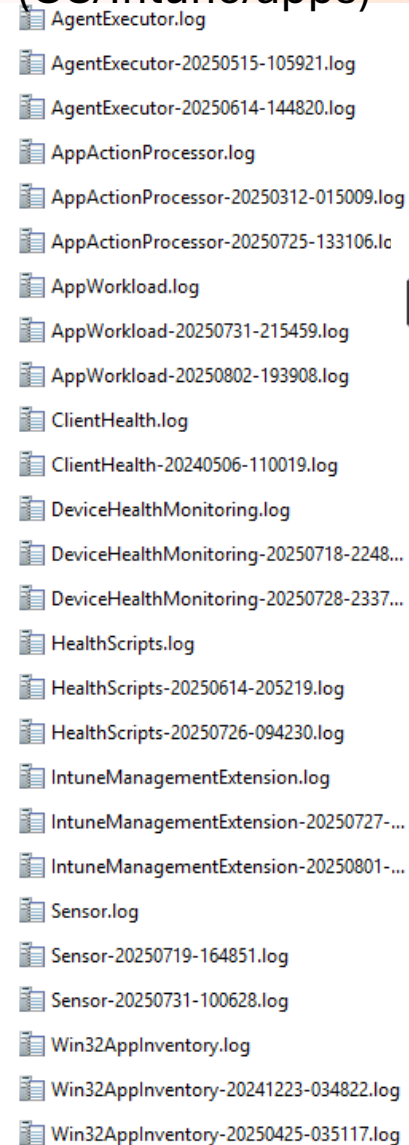 (CC/Intune/apps)
AgentExecutor.log
AgentExecutor-20250515-105921.log
AgentExecutor-20250614-144820.log
AppActionProcessor.log
AppActionProcessor-20250312-015009.log
AppActionProcessor-20250725-133106.lo
AppWorkload.log
AppWorkload-20250731-215459.log
AppWorkload-20250802-193908.log
ClientHealth.log
ClientHealth-20240506-110019.log
DeviceHealthMonitoring.log
DeviceHealthMonitoring-20250718-2248...
DeviceHealthMonitoring-20250728-2337...
HealthScripts.log
HealthScripts-20250614-205219.log
HealthScripts-20250726-094230.log
IntuneManagementExtension.log
IntuneManagementExtension-20250727-...
IntuneManagementExtension-20250801-...
Sensor.log
Sensor-20250719-164851.log
Sensor-20250731-100628.log
Win32AppInventory.log
Win32AppInventory-20241223-034822.log
Win32AppInventory-20250425-035117.log